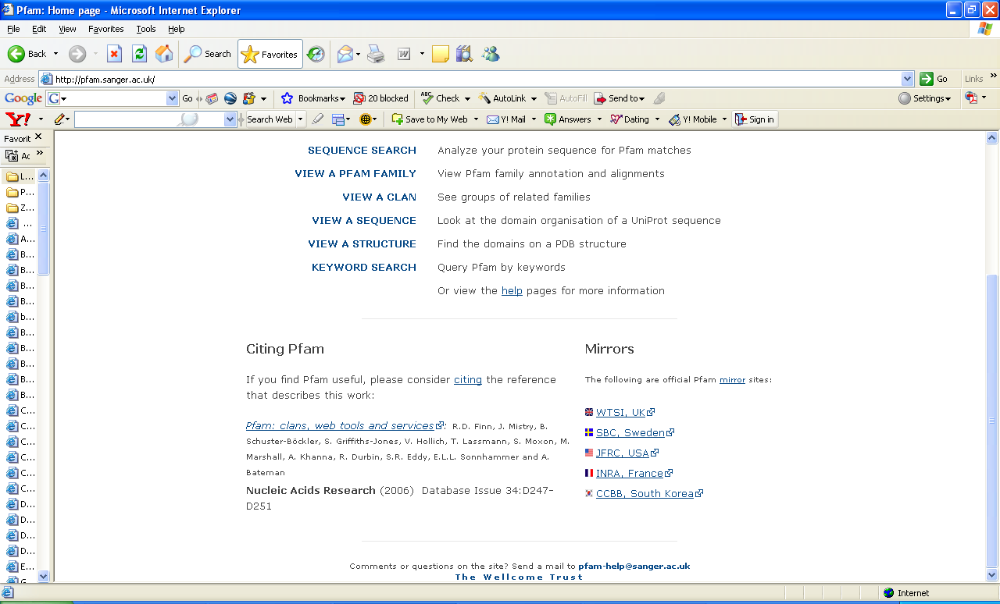 Pfam: Home page - Microsoft Internet Explorer
File Edit View Favorites Tools Help
Back Search Favorites
Address http://pfam.sanger.ac.uk/ Go Links »
Google G Go Bookmarks 20 blocked ABC Check AutoLink AutoFill Send to Settings
Y! Search Web Save to My Web Y! Mail Answers Dating Y! Mobile Sign in
Favorit
Ac »
L...
P...
Z...
...
A...
B...
B...
B...
B...
b...
B...
B...
B...
B...
B...
C...
C...
C...
C...
C...
C...
D...
D...
D...
D...
E...
SEQUENCE SEARCH Analyze your protein sequence for Pfam matches
VIEW A PFAM FAMILY View Pfam family annotation and alignments
VIEW A CLAN See groups of related families
VIEW A SEQUENCE Look at the domain organisation of a UniProt sequence
VIEW A STRUCTURE Find the domains on a PDB structure
KEYWORD SEARCH Query Pfam by keywords
Or view the help pages for more information
Citing Pfam
If you find Pfam useful, please consider citing the reference
that describes this work:
Pfam: clans, web tools and services: R.D. Finn, J. Mistry, B.
Schuster-Böckler, S. Griffiths-Jones, V. Hollich, T. Lassmann, S. Moxon, M.
Marshall, A. Khanna, R. Durbin, S.R. Eddy, E.L.L. Sonnhammer and A.
Bateman
Nucleic Acids Research (2006) Database Issue 34:D247-
D251
Mirrors
The following are official Pfam mirror sites:
WTSI, UK
SBC, Sweden
JFRC, USA
INRA, France
CCBB, South Korea
Comments or questions on the site? Send a mail to pfam-help@sanger.ac.uk
The Wellcome Trust
Internet